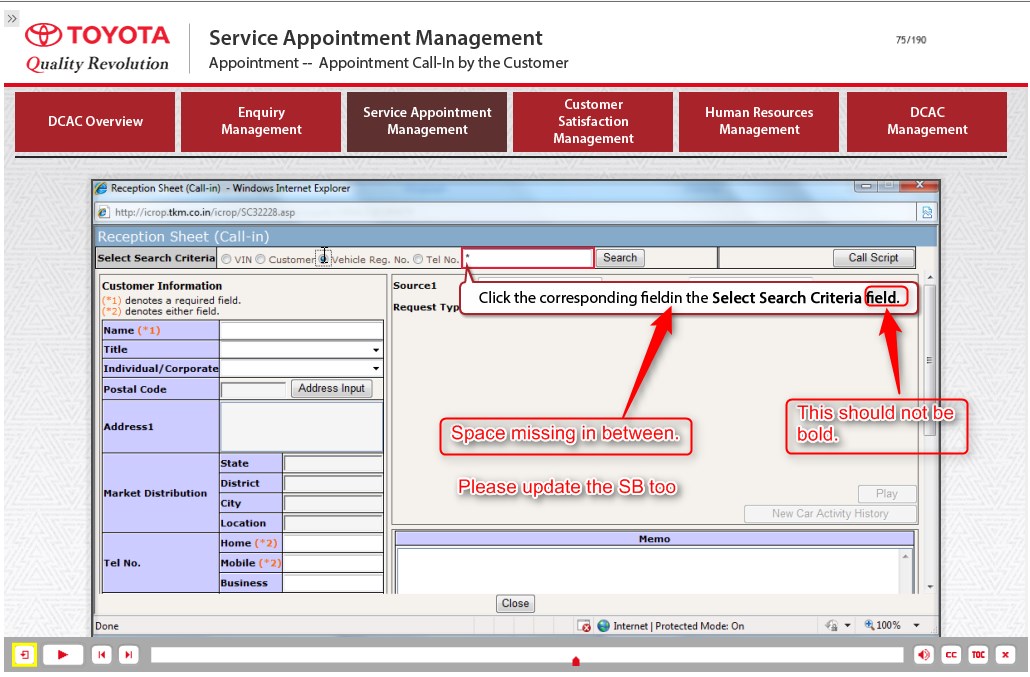 TOYOTA
Quality Revolution
Service Appointment Management
Appointment -- Appointment Call-In by the Customer
75/190
DCAC Overview
Enquiry
Management
Service Appointment
Management
Customer
Satisfaction
Management
Human Resources
Management
DCAC
Management
Reception Sheet (Call-in) - Windows Internet Explorer
http://icrop.tkm.co.in/icrop/SC32228.asp
Reception Sheet (Call-in)
Select Search Criteria VIN Customer Vehicle Reg. No. Tel No. * Search Call Script
Customer Information
(*1) denotes a required field.
(*2) denotes either field.
Name (*1)
Title
Individual/Corporate
Postal Code Address Input
Address1
Market Distribution
State
District
City
Location
Tel No.
Home (*2)
Mobile (*2)
Business
Source1
Request Typ
Click the corresponding fieldin the Select Search Criteria field.
Space missing in between.
This should not be
bold.
Please update the SB too
Play
New Car Activity History
Memo
Close
Done Internet | Protected Mode: On 100%
CC TOC